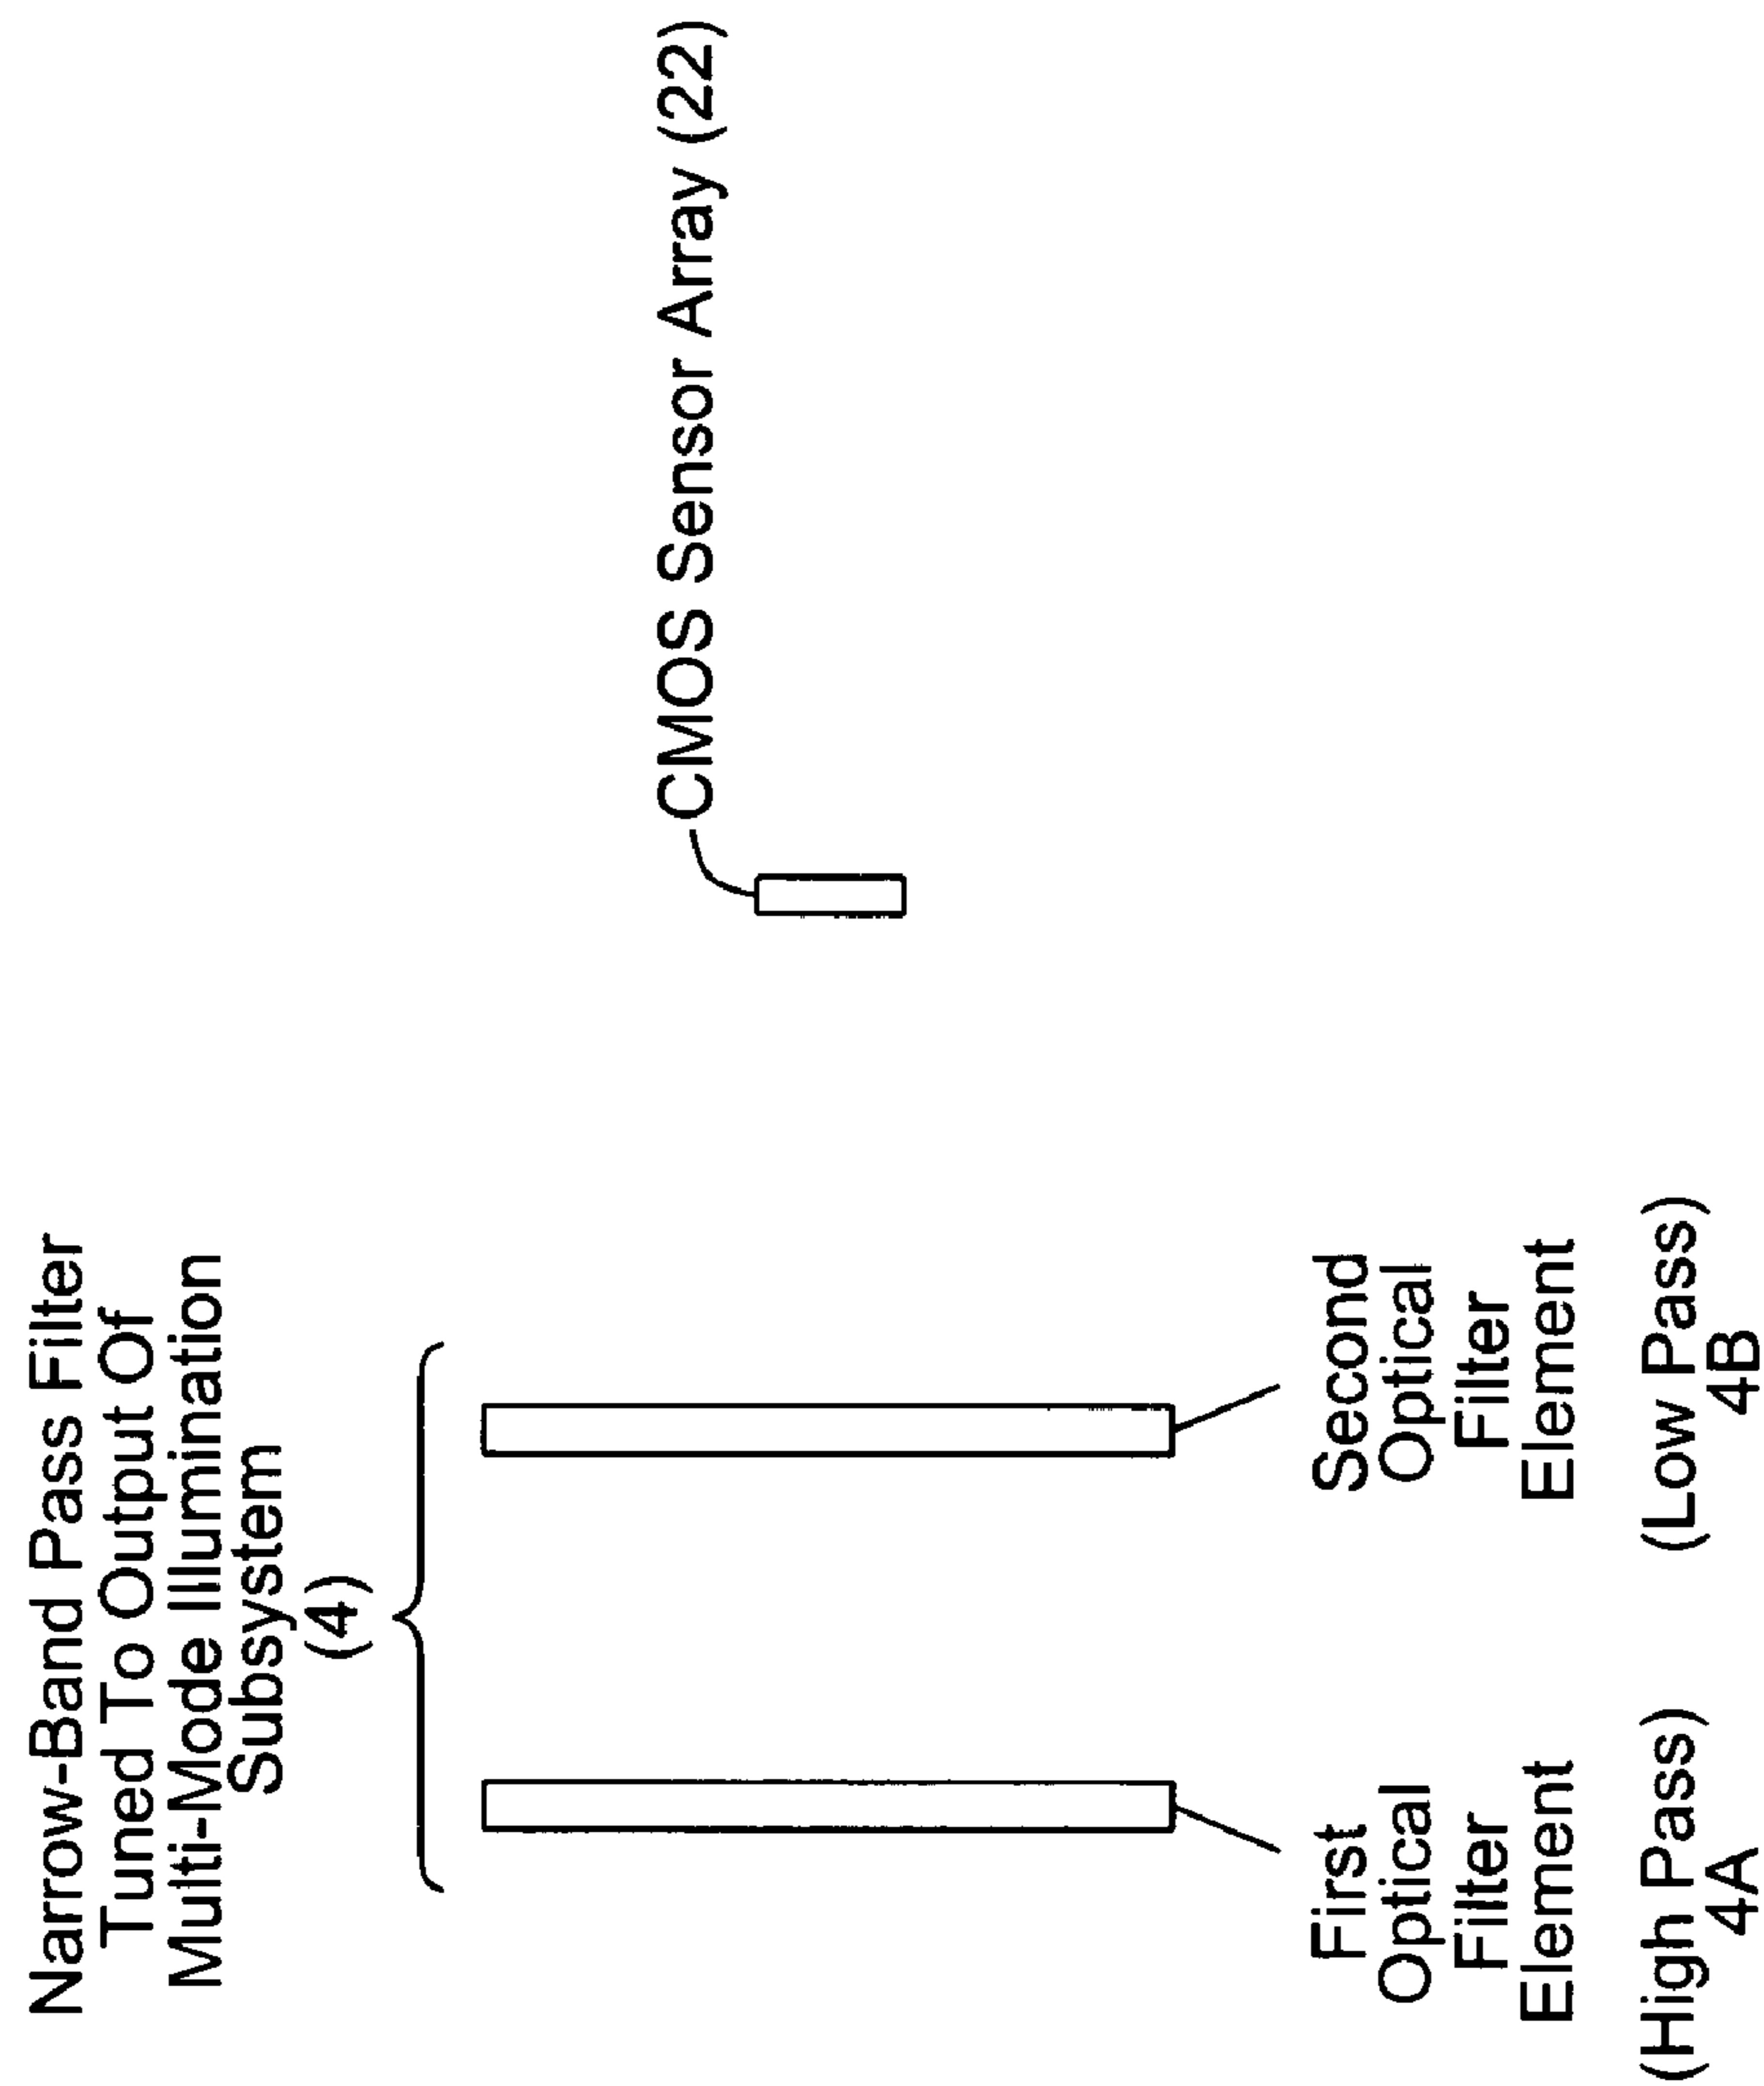 Narrow-Band Pass Filter
Tuned To Output Of
Multi-Mode Illumination
Subsystem
(4)
CMOS Sensor Array (22)
First
Optical
Filter
Element
(High Pass)
4A
Second
Optical
Filter
Element
(Low Pass)
4B